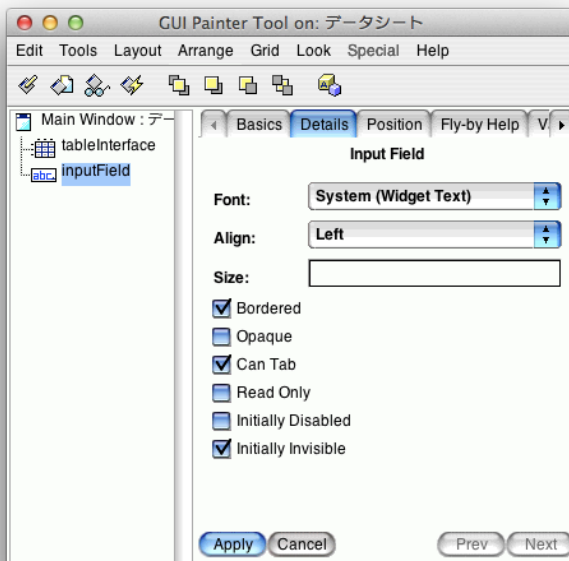 GUI Painter Tool on: データシート
Edit Tools Layout Arrange Grid Look Special Help
Main Window : デー
tableInterface
abc
inputField
Basics Details Position Fly-by Help V
Input Field
Font: System (Widget Text)
Align: Left
Size:
Bordered
Opaque
Can Tab
Read Only
Initially Disabled
Initially Invisible
Apply Cancel Prev Next